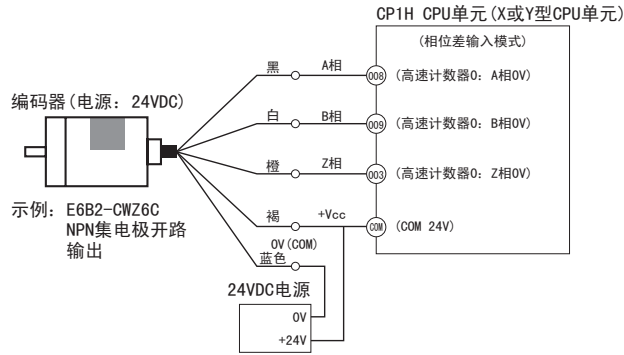 CP1H CPU单元(X或Y型CPU单元)
(相位差输入模式)
黑 A相 008 (高速计数器0: A相0V)
编码器(电源: 24VDC)
白 B相 009 (高速计数器0: B相0V)
橙 Z相 003 (高速计数器0: Z相0V)
示例: E6B2-CWZ6C
NPN集电极开路
输出
褐 +Vcc COM (COM 24V)
0V(COM)
蓝色
24VDC电源
0V
+24V